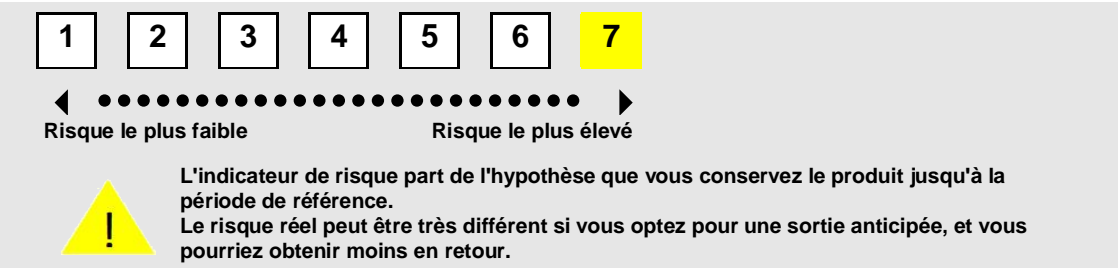 1 2 3 4 5 6 7
Risque le plus faible Risque le plus élevé
L'indicateur de risque part de l'hypothèse que vous conservez le produit jusqu'à la
période de référence.
Le risque réel peut être très différent si vous optez pour une sortie anticipée, et vous
pourriez obtenir moins en retour.
!